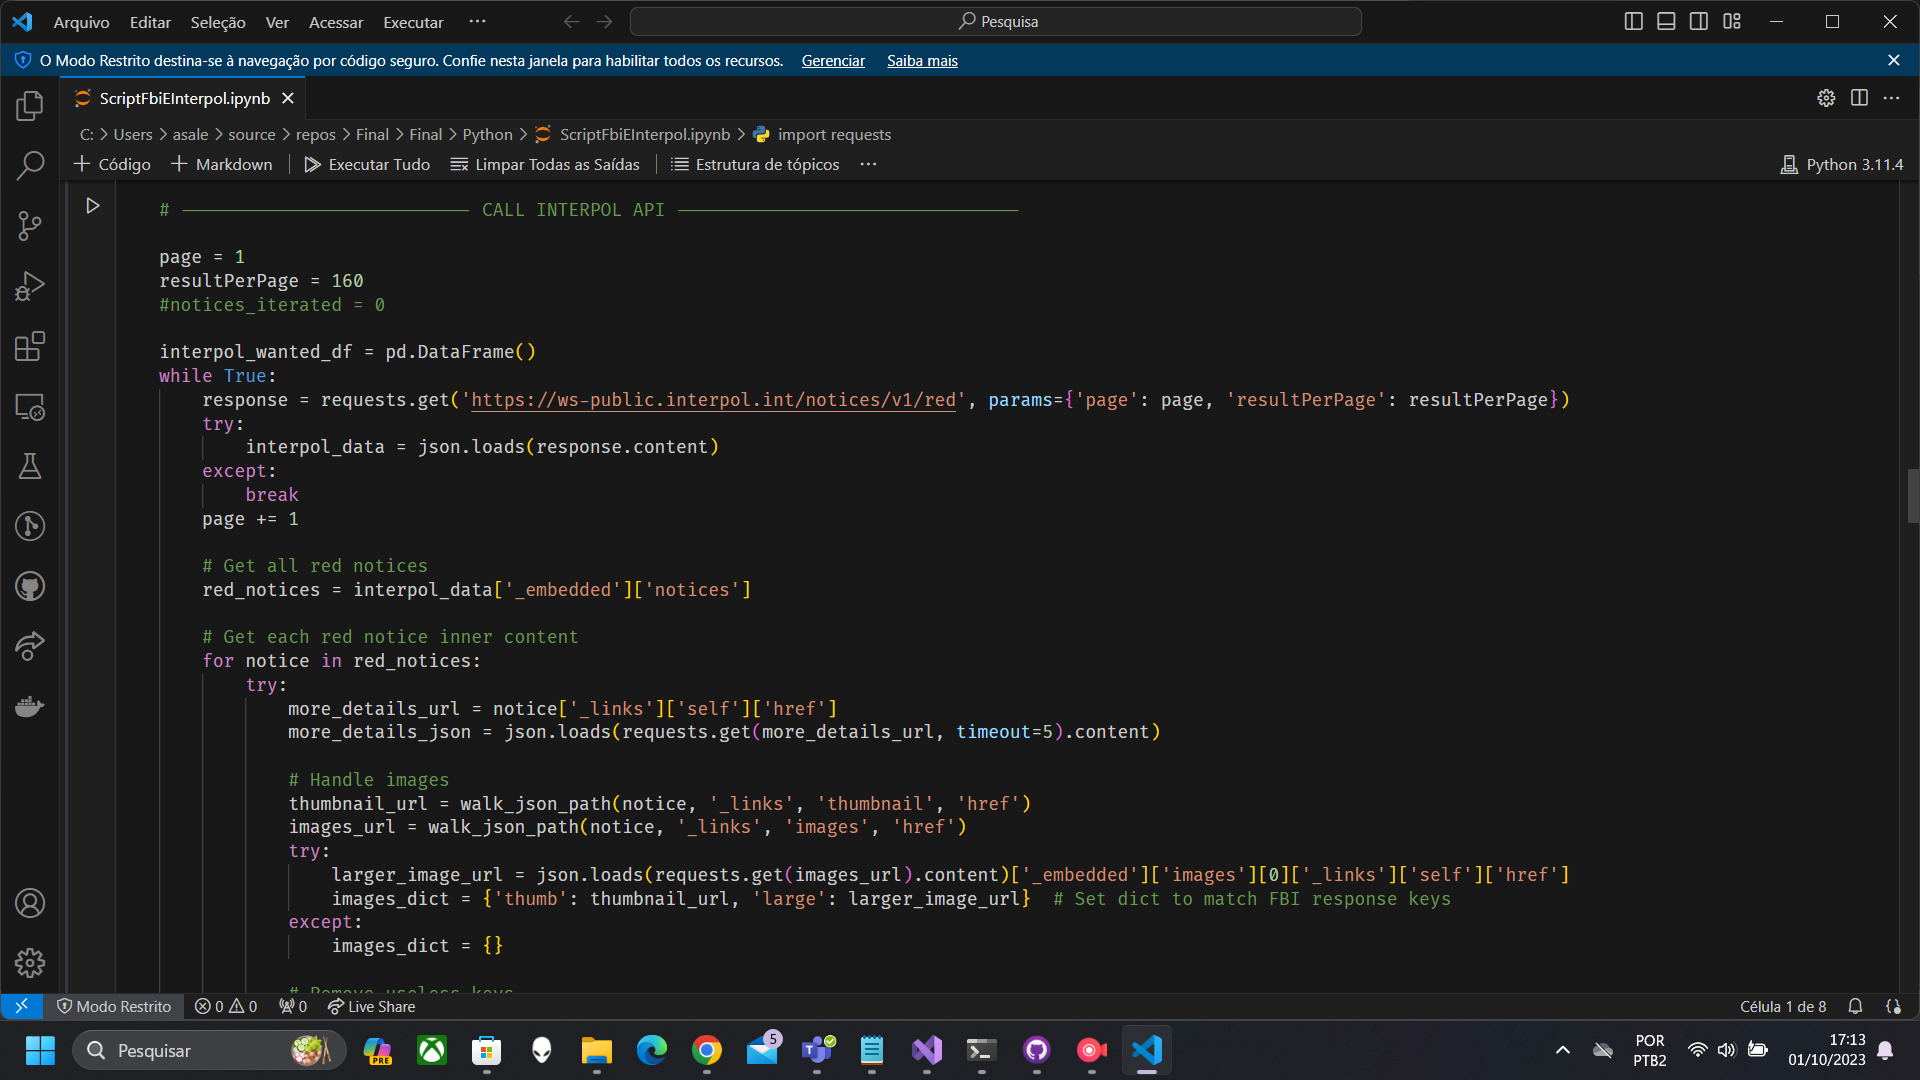 Arquivo Editar Seleção Ver Acessar Executar ··· Pesquisa
O Modo Restrito destina-se à navegação por código seguro. Confie nesta janela para habilitar todos os recursos. Gerenciar Saiba mais
ScriptFbiEInterpol.ipynb
C: > Users > asale > source > repos > Final > Final > Python > ScriptFbiEInterpol.ipynb > import requests
+ Código + Markdown Executar Tudo Limpar Todas as Saídas Estrutura de tópicos ··· Python 3.11.4
# ─────────────────────────── CALL INTERPOL API ────────────────────────────────
page = 1
resultPerPage = 160
#notices_iterated = 0
interpol_wanted_df = pd.DataFrame()
while True:
response = requests.get('https://ws-public.interpol.int/notices/v1/red', params={'page': page, 'resultPerPage': resultPerPage})
try:
interpol_data = json.loads(response.content)
except:
break
page += 1
# Get all red notices
red_notices = interpol_data['_embedded']['notices']
# Get each red notice inner content
for notice in red_notices:
try:
more_details_url = notice['_links']['self']['href']
more_details_json = json.loads(requests.get(more_details_url, timeout=5).content)
# Handle images
thumbnail_url = walk_json_path(notice, '_links', 'thumbnail', 'href')
images_url = walk_json_path(notice, '_links', 'images', 'href')
try:
larger_image_url = json.loads(requests.get(images_url).content)['_embedded']['images'][0]['_links']['self']['href']
images_dict = {'thumb': thumbnail_url, 'large': larger_image_url} # Set dict to match FBI response keys
except:
images_dict = {}
# Remove useless keys
Modo Restrito 0 0 0 Live Share Célula 1 de 8
Pesquisar PRE 5 POR 17:13
PTB2 01/10/2023